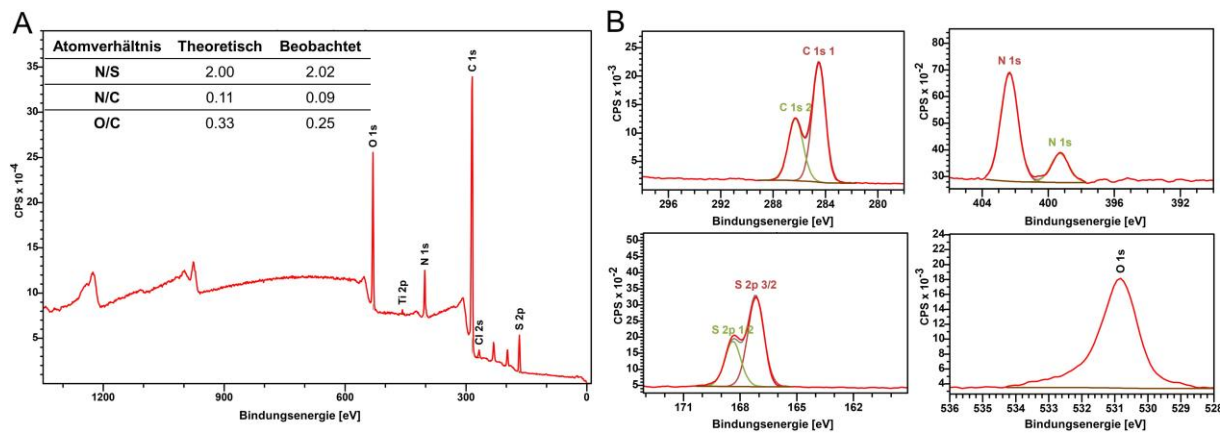 A
Atomverhältnis Theoretisch Beobachtet
N/S 2.00 2.02
N/C 0.11 0.09
O/C 0.33 0.25
CPS x 10⁻⁴
35
30
25
20
15
10
5
O 1s
Ti 2p
N 1s
C 1s
Cl 2s
S 2p
1200 900 600 300 0
Bindungsenergie [eV]
B
CPS x 10⁻³
25
20
15
10
5
C 1s 1
C 1s 2
296 292 288 284 280
Bindungsenergie [eV]
CPS x 10⁻²
80
70
60
50
40
30
N 1s
N 1s
404 400 396 392
Bindungsenergie [eV]
CPS x 10⁻²
50
45
40
35
30
25
20
15
10
5
S 2p 3/2
S 2p 1/2
171 168 165 162
Bindungsenergie [eV]
CPS x 10⁻³
24
22
20
18
16
14
12
10
8
6
4
O 1s
536 535 534 533 532 531 530 529 528
Bindungsenergie [eV]